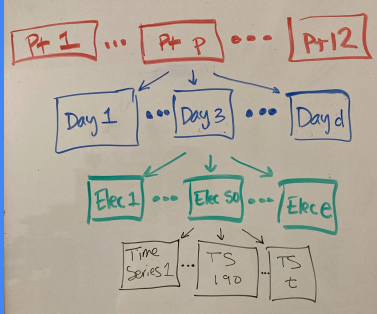 Pt 1 ... Pt p ... Pt 12
Day 1 ... Day 3 ... Day d
Elec 1 ... Elec 50 ... Elec e
Time ... TS ... TS
Series 1 190 t